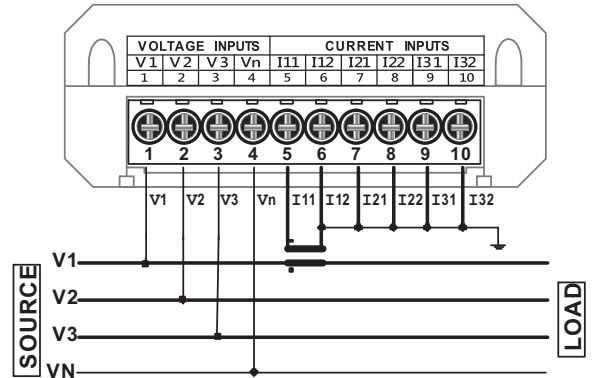 VOLTAGE INPUTS CURRENT INPUTS
V1 V2 V3 Vn I11 I12 I21 I22 I31 I32
1 2 3 4 5 6 7 8 9 10
1 2 3 4 5 6 7 8 9 10
V1 V2 V3 Vn I11 I12 I21 I22 I31 I32
V1
V2
V3
VN
SOURCE
LOAD